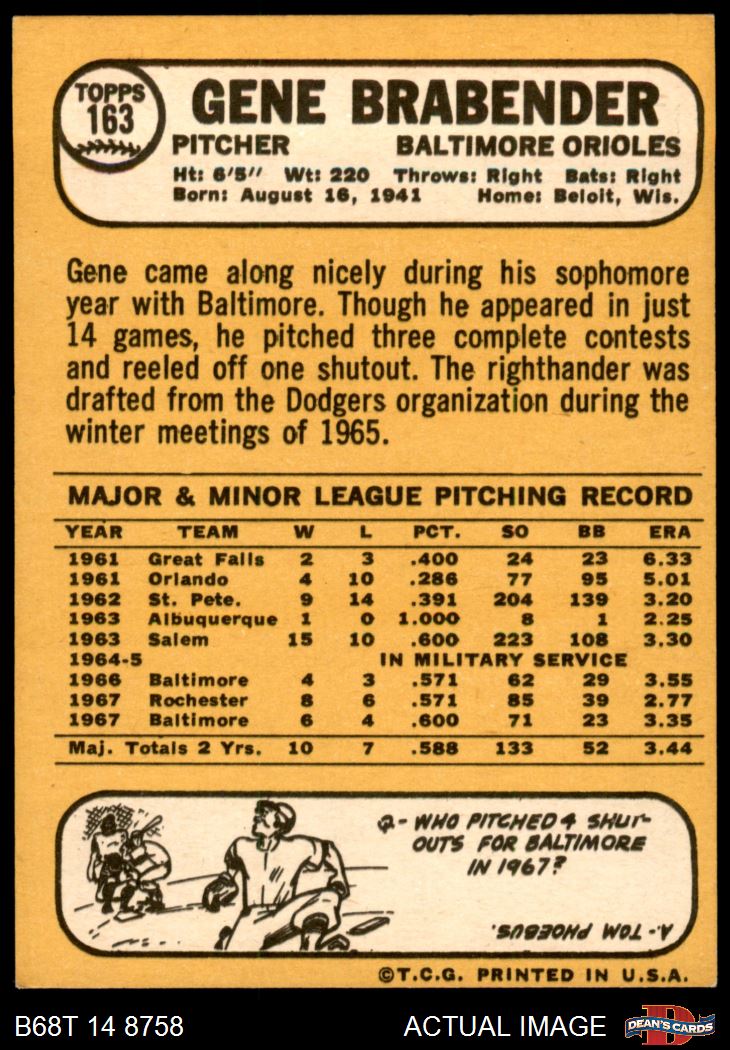 TOPPS
163
GENE BRABENDER
PITCHER BALTIMORE ORIOLES
Ht: 6'5" Wt: 220 Throws: Right Bats: Right
Born: August 16, 1941 Home: Beloit, Wis.
Gene came along nicely during his sophomore
year with Baltimore. Though he appeared in just
14 games, he pitched three complete contests
and reeled off one shutout. The righthander was
drafted from the Dodgers organization during the
winter meetings of 1965.
MAJOR & MINOR LEAGUE PITCHING RECORD
YEAR TEAM W L PCT. SO BB ERA
1961 Great Falls 2 3 .400 24 23 6.33
1961 Orlando 4 10 .286 77 95 5.01
1962 St. Pete. 9 14 .391 204 139 3.20
1963 Albuquerque 1 0 1.000 8 1 2.25
1963 Salem 15 10 .600 223 108 3.30
1964-5 IN MILITARY SERVICE
1966 Baltimore 4 3 .571 62 29 3.55
1967 Rochester 8 6 .571 85 39 2.77
1967 Baltimore 6 4 .600 71 23 3.35
Maj. Totals 2 Yrs. 10 7 .588 133 52 3.44
Q- WHO PITCHED 4 SHUT-
OUTS FOR BALTIMORE
IN 1967?
A- TOM PHOEBUS.
©T.C.G. PRINTED IN U.S.A.
B68T 14 8758 ACTUAL IMAGE
D
DEAN'S CARDS